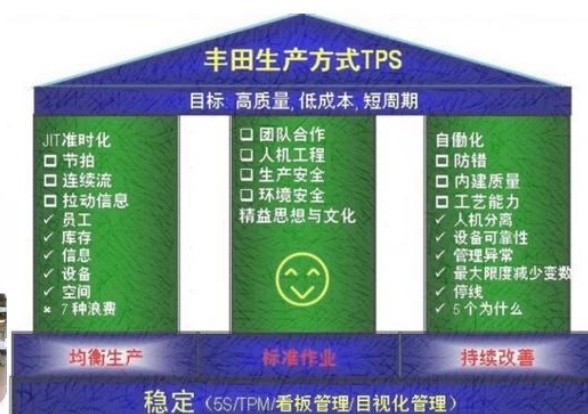 丰田生产方式TPS
目标: 高质量, 低成本, 短周期
JIT准时化
□ 节拍
□ 连续流
□ 拉动信息
✓ 员工
✓ 库存
✓ 信息
✓ 设备
✓ 空间
× 7 种浪费
❑ 团队合作
❑ 人机工程
❑ 生产安全
❑ 环境安全
精益思想与文化
自働化
□ 防错
□ 内建质量
□ 工艺能力
✓ 人机分离
✓ 设备可靠性
✓ 管理异常
✓ 最大限度减少变数
✓ 停线
✓ 5 个为什么
均衡生产
标准作业
持续改善
稳定（5S/TPM/看板管理/目视化管理）